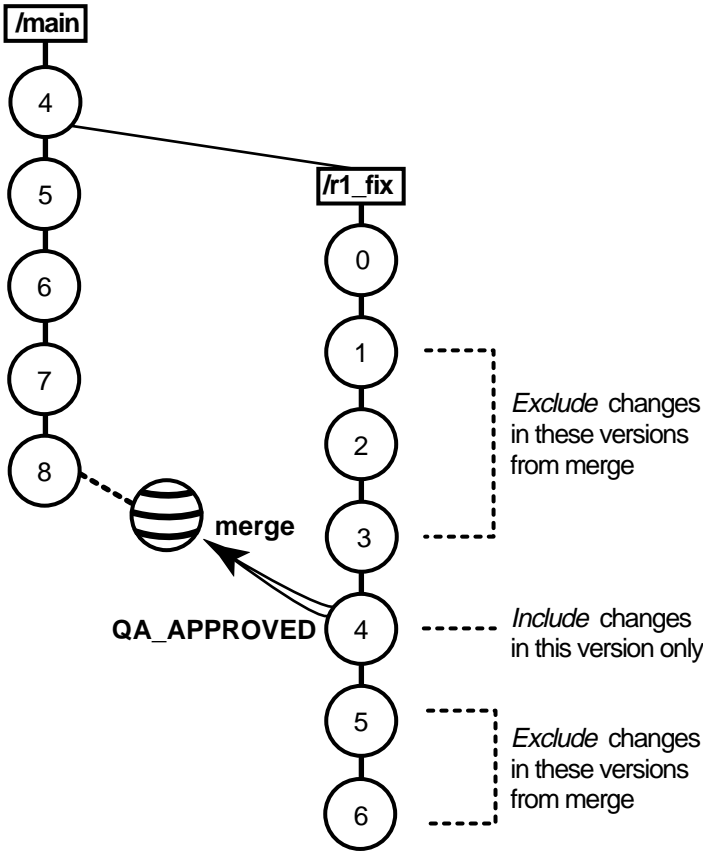 /main
4
/r1_fix
5
0
6
1
7
Exclude changes
in these versions
from merge
2
8
merge
3
QA_APPROVED
4
Include changes
in this version only
5
Exclude changes
in these versions
from merge
6